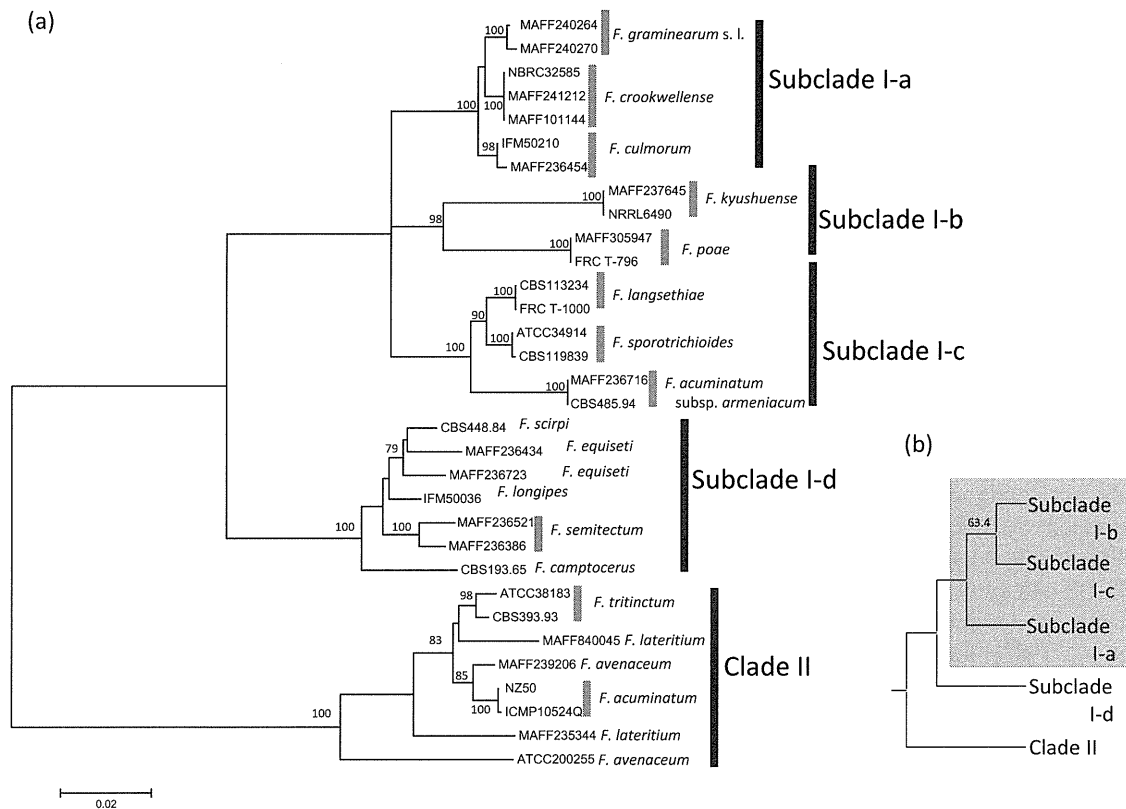 (a)
100
MAFF240264
F. graminearum s. l.
MAFF240270
NBRC32585
MAFF241212
F. crookwellense
100
100
MAFF101144
Subclade I-a
98
IFM50210
F. culmorum
MAFF236454
MAFF237645
F. kyushuense
100
NRRL6490
98
Subclade I-b
MAFF305947
F. poae
100
FRC T-796
CBS113234
F. langsethiae
100
FRC T-1000
90
ATCC34914
F. sporotrichioides
100
CBS119839
100
Subclade I-c
MAFF236716
F. acuminatum
100
CBS485.94
subsp. armeniacum
CBS448.84
F. scirpi
79
MAFF236434
F. equiseti
MAFF236723
F. equiseti
IFM50036
F. longipes
Subclade I-d
100
100
MAFF236521
F. semitectum
MAFF236386
CBS193.65
F. camptocerus
98
ATCC38183
F. tritinctum
CBS393.93
83
MAFF840045 F. lateritium
MAFF239206 F. avenaceum
85
Clade II
NZ50
F. acuminatum
100
ICMP10524Q
100
MAFF235344 F. lateritium
ATCC200255 F. avenaceum
0.02
(b)
63.4
Subclade
I-b
Subclade
I-c
Subclade
I-a
Subclade
I-d
Clade II